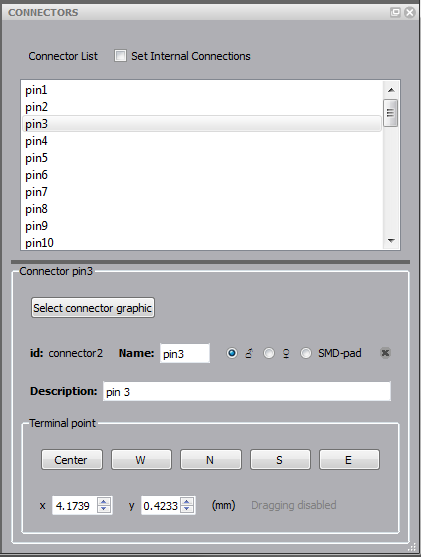 CONNECTORS
Connector List Set Internal Connections
pin1
pin2
pin3
pin4
pin5
pin6
pin7
pin8
pin9
pin10
Connector pin3
Select connector graphic
id: connector2 Name: pin3 ♂ ♀ SMD-pad
Description: pin 3
Terminal point
Center W N S E
x 4.1739 y 0.4233 (mm) Dragging disabled